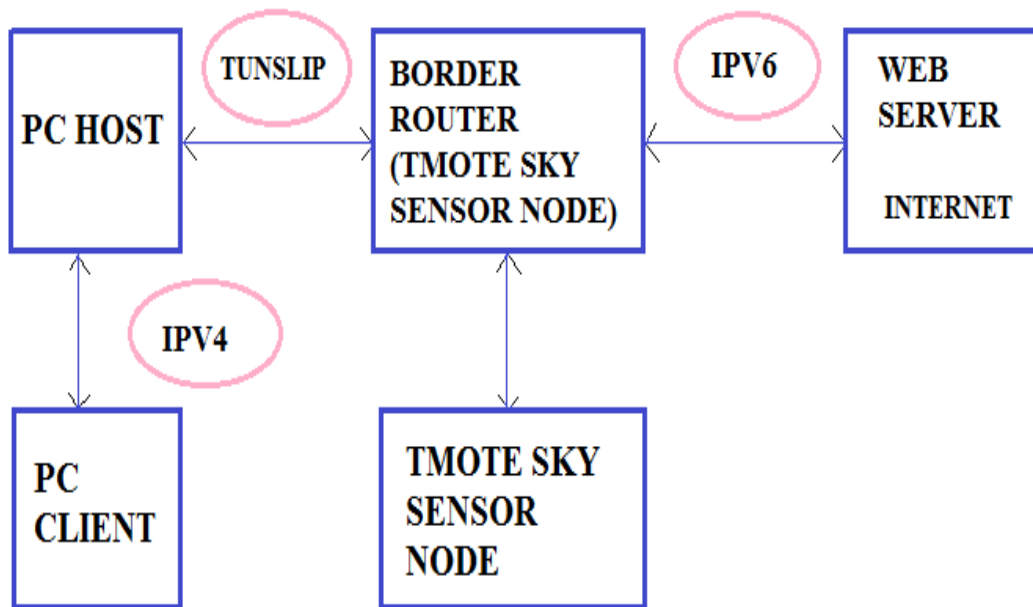 PC HOST
TUNSLIP
BORDER
ROUTER
(TMOTE SKY
SENSOR NODE)
IPV6
WEB
SERVER
INTERNET
IPV4
PC
CLIENT
TMOTE SKY
SENSOR
NODE